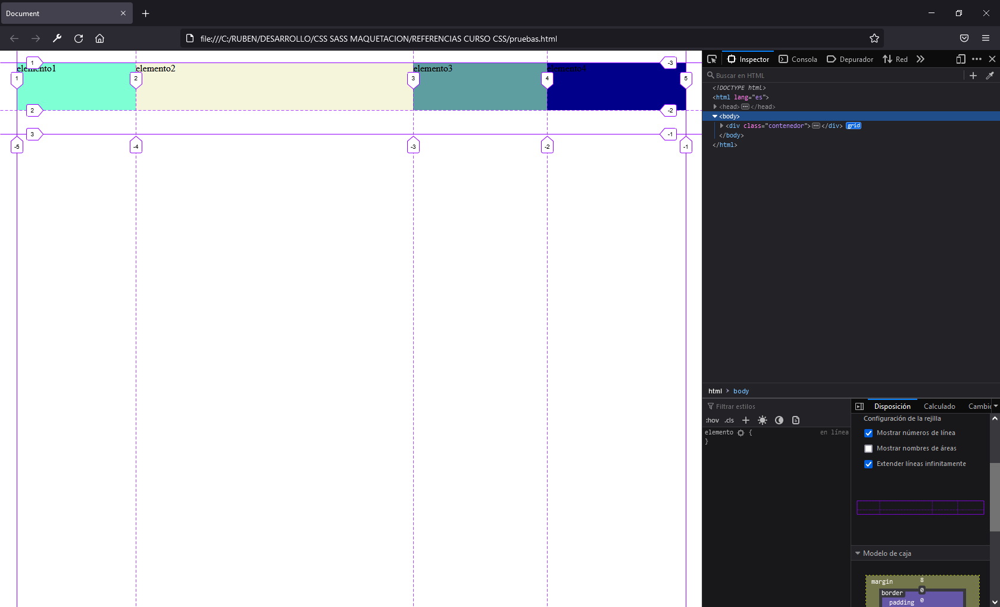 Document
file:///C:/RUBEN/DESARROLLO/CSS SASS MAQUETACION/REFERENCIAS CURSO CSS/pruebas.html
Inspector Consola Depurador Red
Buscar en HTML
<!DOCTYPE html>
<html lang="es">
<head></head>
<body>
<div class="contenedor"></div> grid
</body>
</html>
1 -3
elemento1 elemento2 elemento3 elemento4
1 2 3 4 5
2 -2
3 -1
-5 -4 -3 -2 -1
html body
Filtrar estilos
:hov .cls
elemento { en línea
}
Disposición Calculado Cambic
Configuración de la rejilla
Mostrar números de línea
Mostrar nombres de áreas
Extender líneas infinitamente
Modelo de caja
margin 8
border 0
padding 0